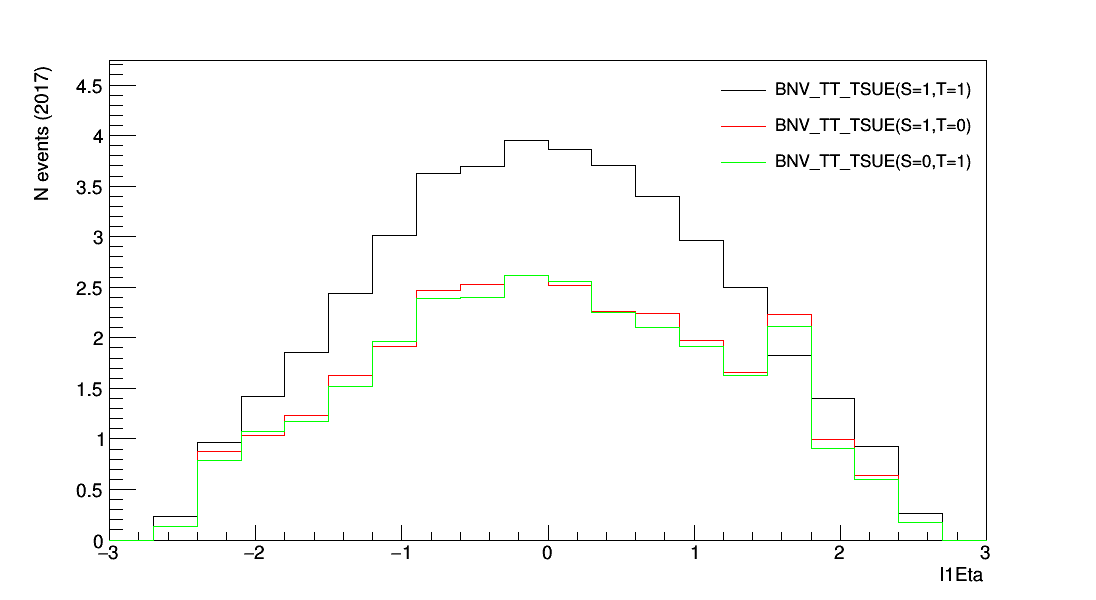 N events (2017)
4.5
4
3.5
3
2.5
2
1.5
1
0.5
0
BNV_TT_TSUE(S=1,T=1)
BNV_TT_TSUE(S=1,T=0)
BNV_TT_TSUE(S=0,T=1)
−3 −2 −1 0 1 2 3
l1Eta